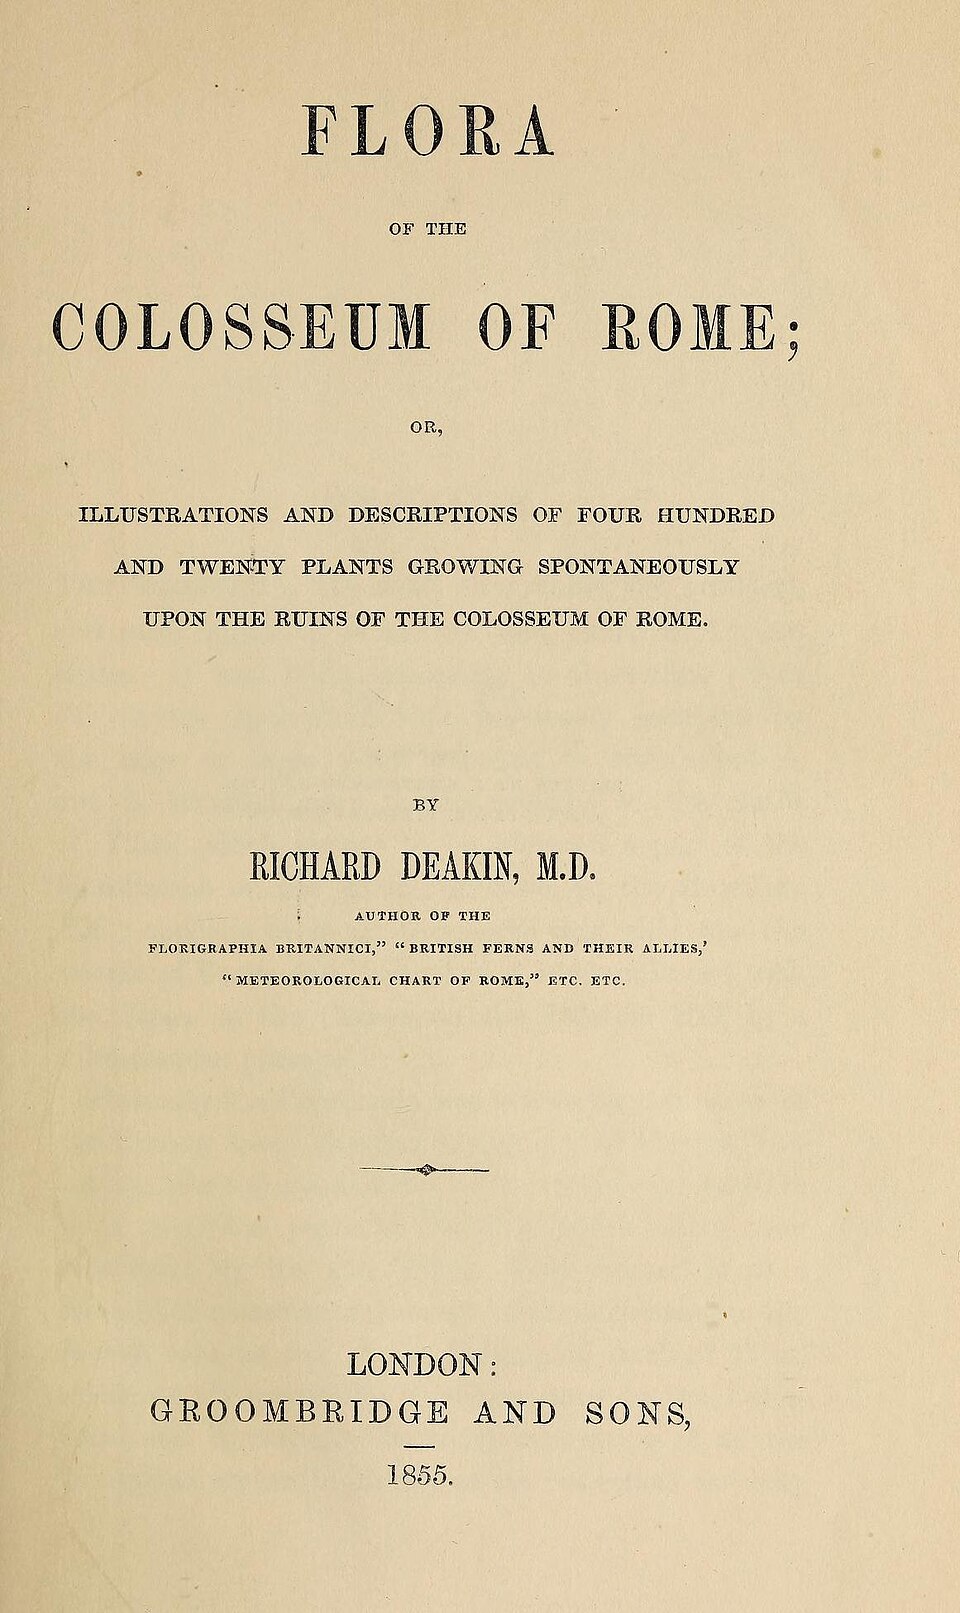 FLORA
OF THE
COLOSSEUM OF ROME;
OR,
ILLUSTRATIONS AND DESCRIPTIONS OF FOUR HUNDRED
AND TWENTY PLANTS GROWING SPONTANEOUSLY
UPON THE RUINS OF THE COLOSSEUM OF ROME.
BY
RICHARD DEAKIN, M.D.
AUTHOR OF THE
FLORIGRAPHIA BRITANNICI,” “BRITISH FERNS AND THEIR ALLIES,’
“METEOROLOGICAL CHART OF ROME,” ETC. ETC.
LONDON:
GROOMBRIDGE AND SONS,
1855.